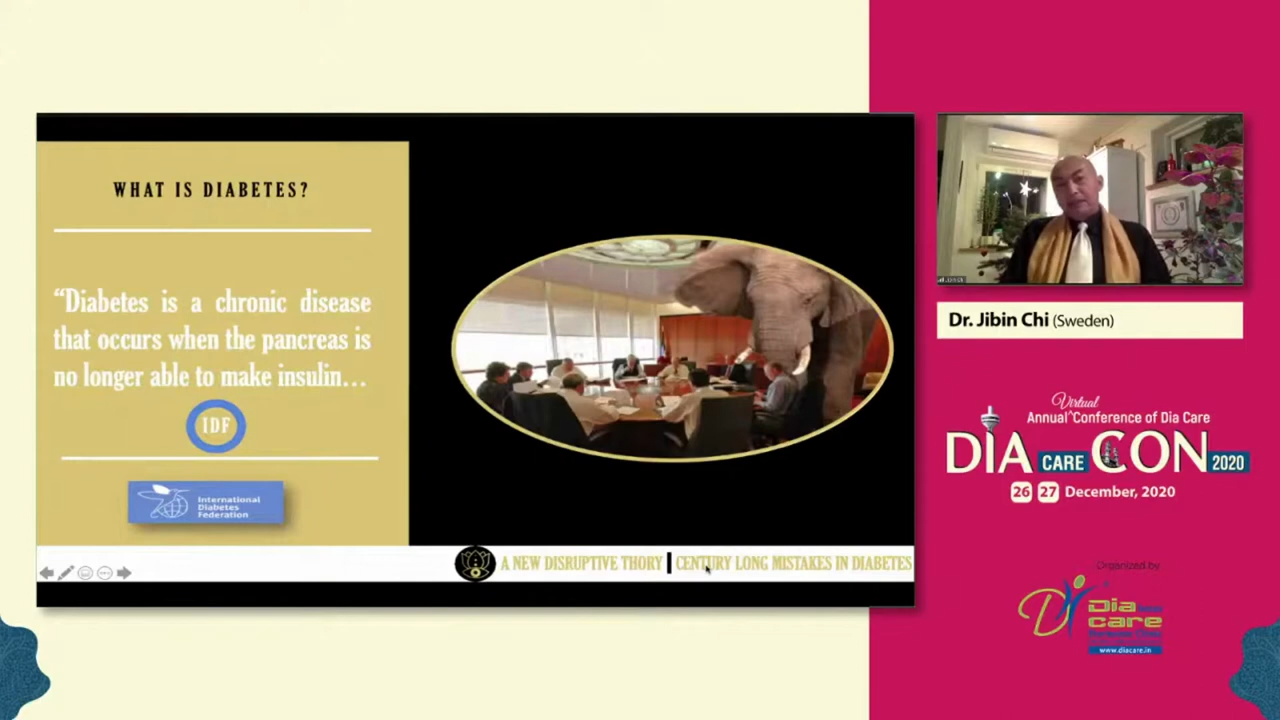 WHAT IS DIABETES?
“Diabetes is a chronic disease
that occurs when the pancreas is
no longer able to make insulin...
IDF
International
Diabetes
Federation
A NEW DISRUPTIVE THORY | CENTURY LONG MISTAKES IN DIABETES
Dr. Jibin Chi (Sweden)
Virtual
Annual^Conference of Dia Care
DIA CARE CON 2020
26 27 December, 2020
Organized by
Dia
care
www.diacare.in